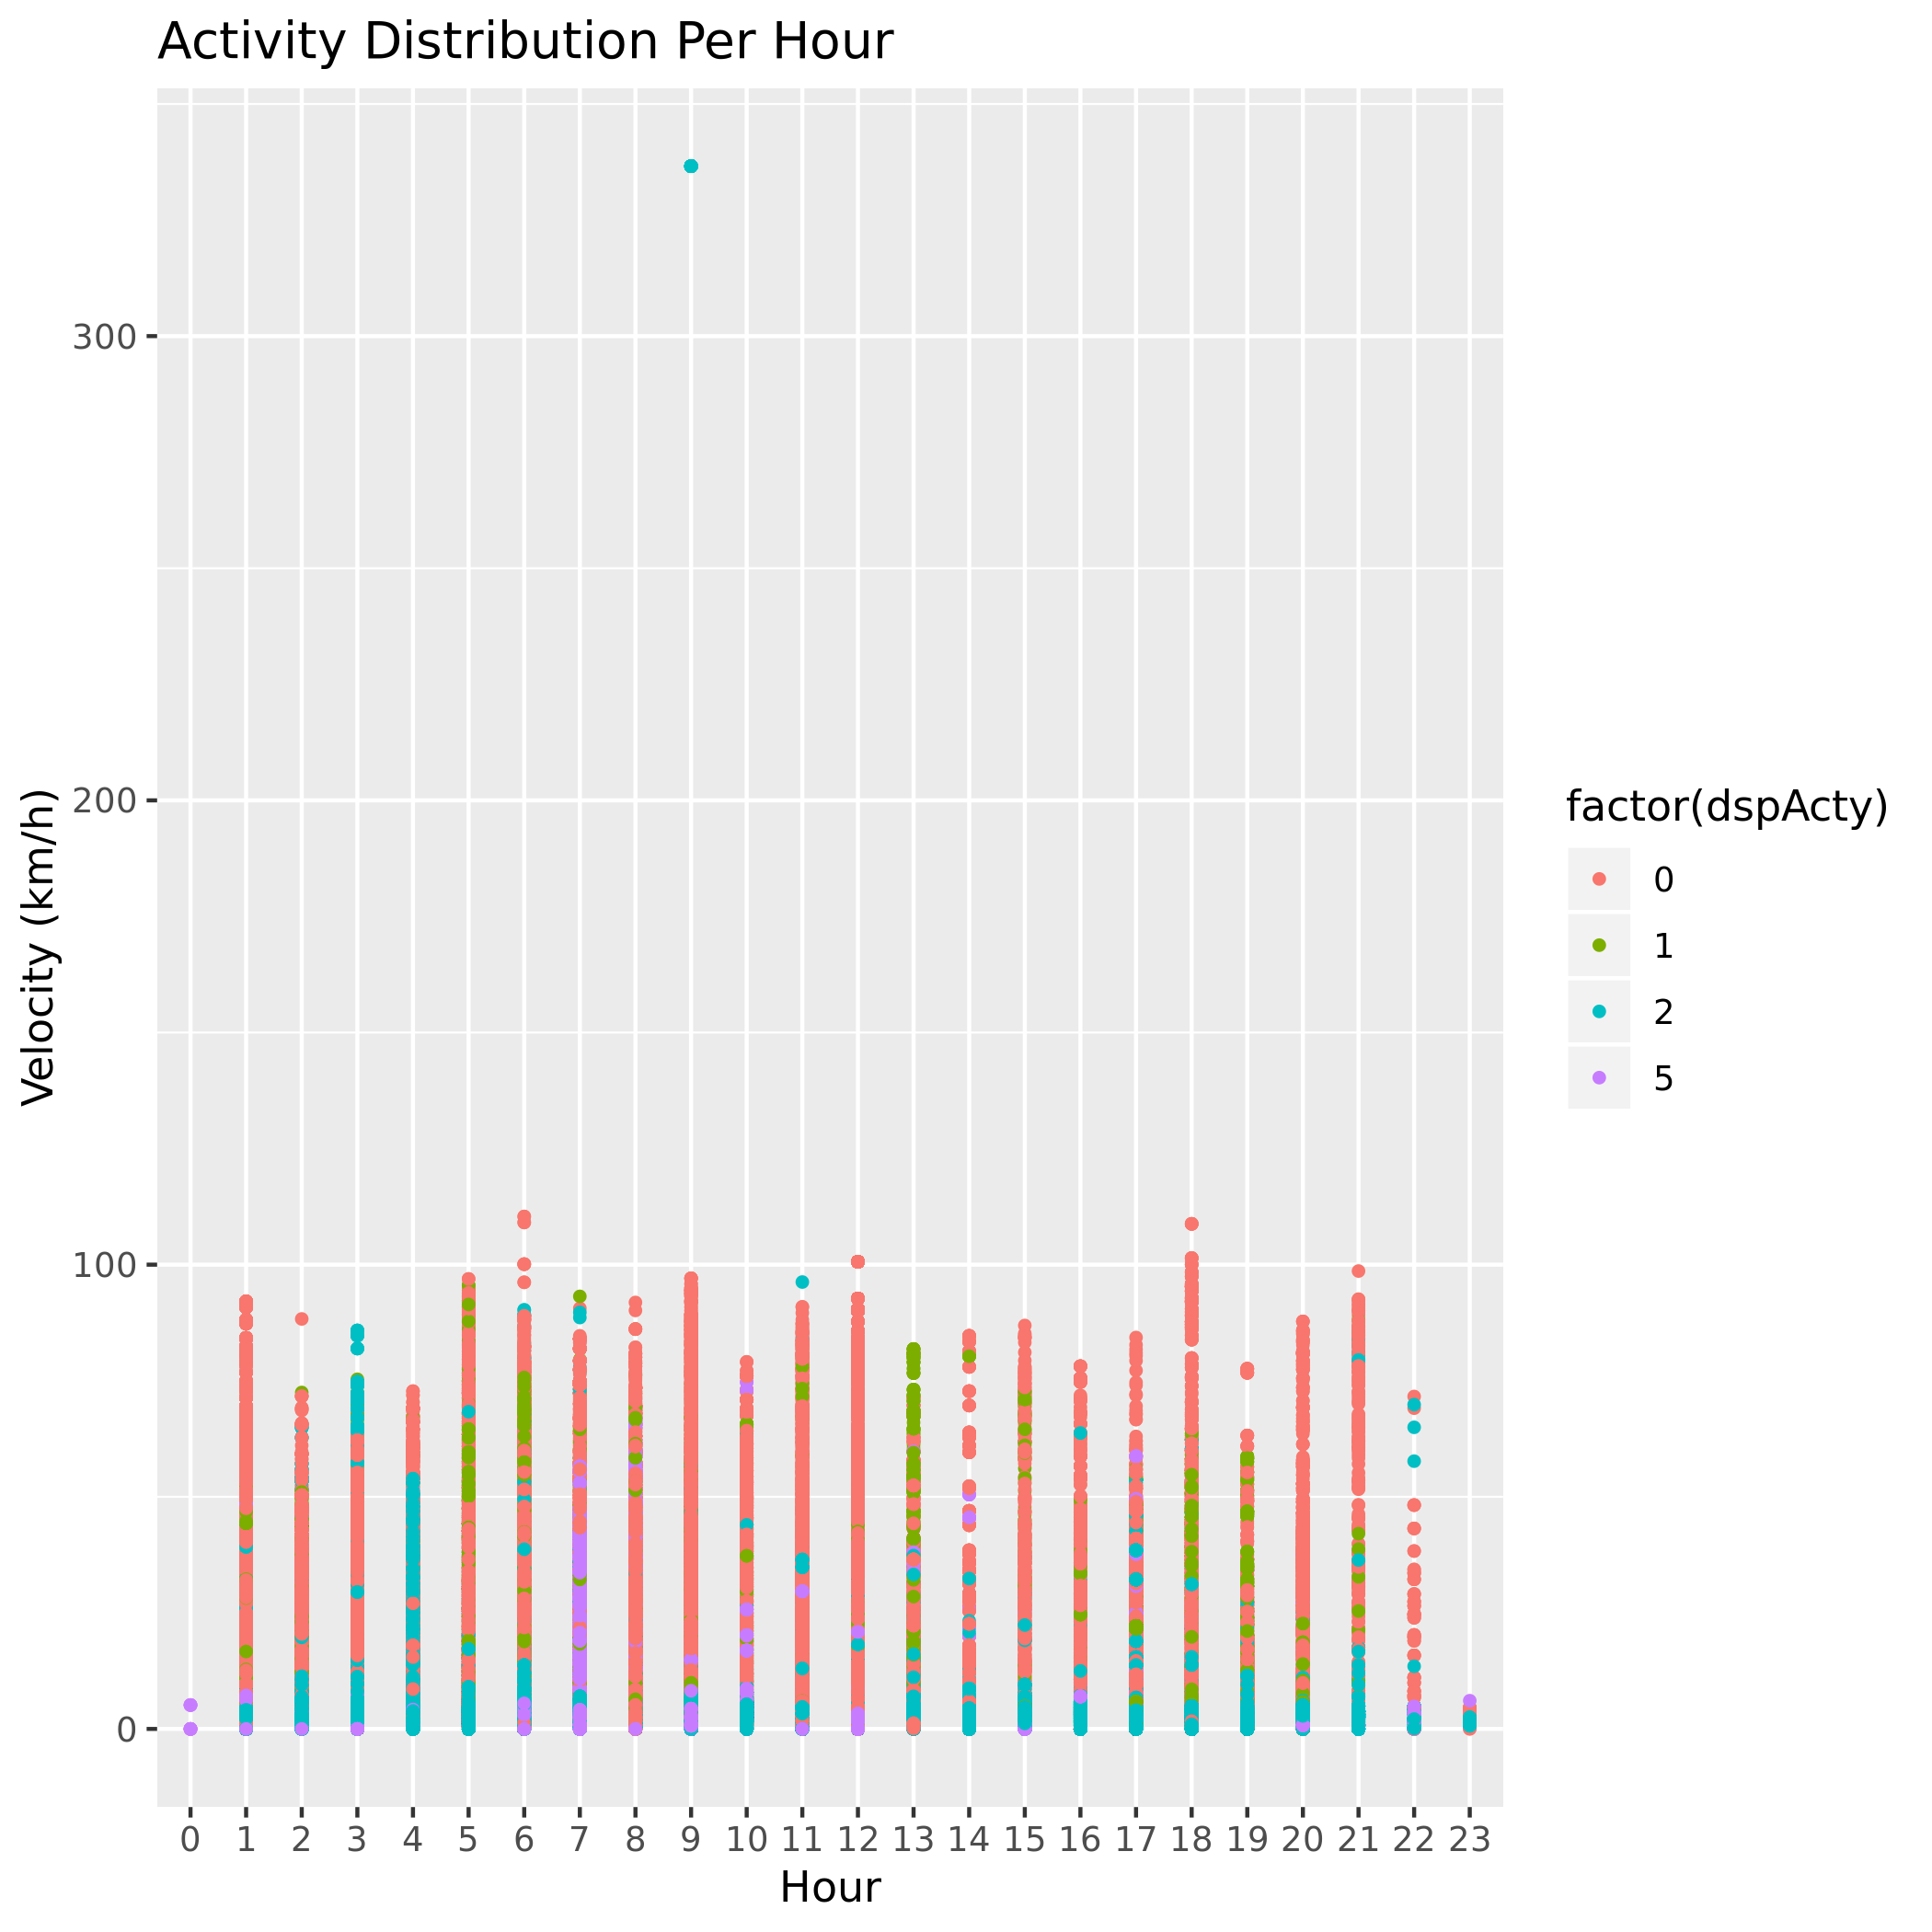 Activity Distribution Per Hour
Velocity (km/h)
300
200
100
0
0 1 2 3 4 5 6 7 8 9 10 11 12 13 14 15 16 17 18 19 20 21 22 23
Hour
factor(dspActy)
0
1
2
5